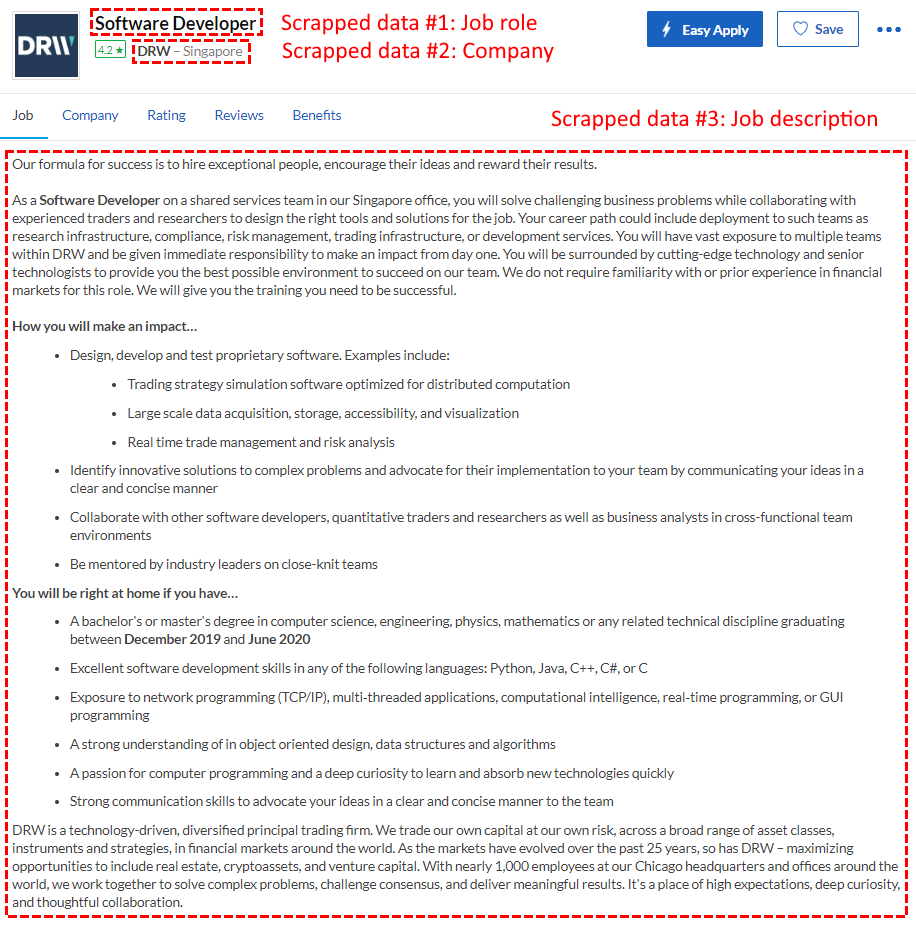 DRW
Software Developer
Scrapped data #1: Job role
4.2 ★
DRW – Singapore
Scrapped data #2: Company
Easy Apply
Save
Job Company Rating Reviews Benefits
Scrapped data #3: Job description
Our formula for success is to hire exceptional people, encourage their ideas and reward their results.
As a Software Developer on a shared services team in our Singapore office, you will solve challenging business problems while collaborating with
experienced traders and researchers to design the right tools and solutions for the job. Your career path could include deployment to such teams as
research infrastructure, compliance, risk management, trading infrastructure, or development services. You will have vast exposure to multiple teams
within DRW and be given immediate responsibility to make an impact from day one. You will be surrounded by cutting-edge technology and senior
technologists to provide you the best possible environment to succeed on our team. We do not require familiarity with or prior experience in financial
markets for this role. We will give you the training you need to be successful.
How you will make an impact...
• Design, develop and test proprietary software. Examples include:
• Trading strategy simulation software optimized for distributed computation
• Large scale data acquisition, storage, accessibility, and visualization
• Real time trade management and risk analysis
• Identify innovative solutions to complex problems and advocate for their implementation to your team by communicating your ideas in a
clear and concise manner
• Collaborate with other software developers, quantitative traders and researchers as well as business analysts in cross-functional team
environments
• Be mentored by industry leaders on close-knit teams
You will be right at home if you have...
• A bachelor's or master's degree in computer science, engineering, physics, mathematics or any related technical discipline graduating
between December 2019 and June 2020
• Excellent software development skills in any of the following languages: Python, Java, C++, C#, or C
• Exposure to network programming (TCP/IP), multi-threaded applications, computational intelligence, real-time programming, or GUI
programming
• A strong understanding of in object oriented design, data structures and algorithms
• A passion for computer programming and a deep curiosity to learn and absorb new technologies quickly
• Strong communication skills to advocate your ideas in a clear and concise manner to the team
DRW is a technology-driven, diversified principal trading firm. We trade our own capital at our own risk, across a broad range of asset classes,
instruments and strategies, in financial markets around the world. As the markets have evolved over the past 25 years, so has DRW – maximizing
opportunities to include real estate, cryptoassets, and venture capital. With nearly 1,000 employees at our Chicago headquarters and offices around the
world, we work together to solve complex problems, challenge consensus, and deliver meaningful results. It's a place of high expectations, deep curiosity,
and thoughtful collaboration.